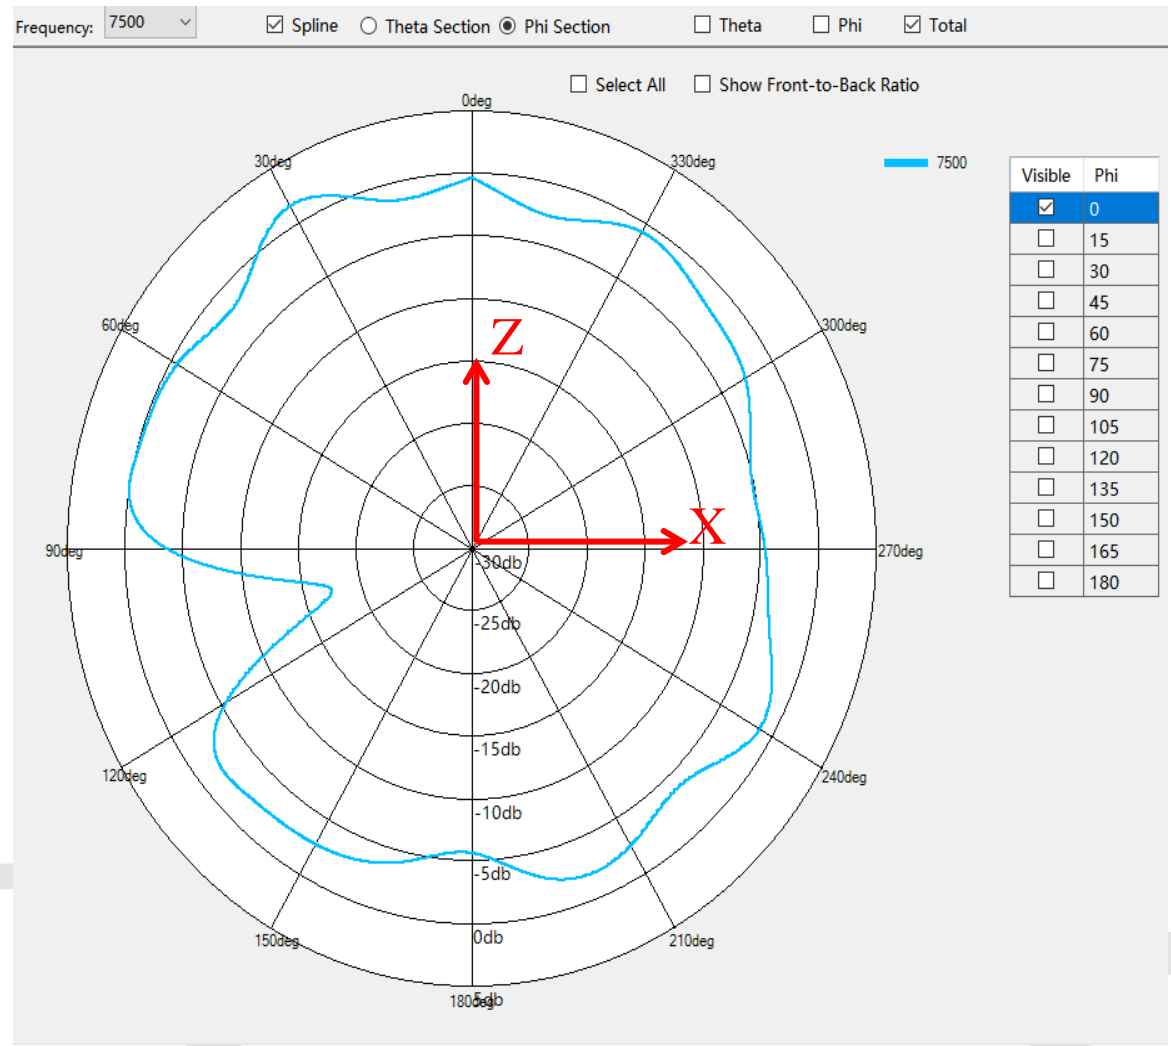 Frequency: 7500 Spline Theta Section Phi Section Theta Phi Total
Select All Show Front-to-Back Ratio
0deg
30deg 330deg 7500
Visible Phi
0
15
30
45
60
75
90
105
120
135
150
165
180
60deg 300deg
Z
X
90deg 270deg
-30db
-25db
-20db
-15db
120deg 240deg
-10db
-5db
0db
150deg 210deg
180deg 5db